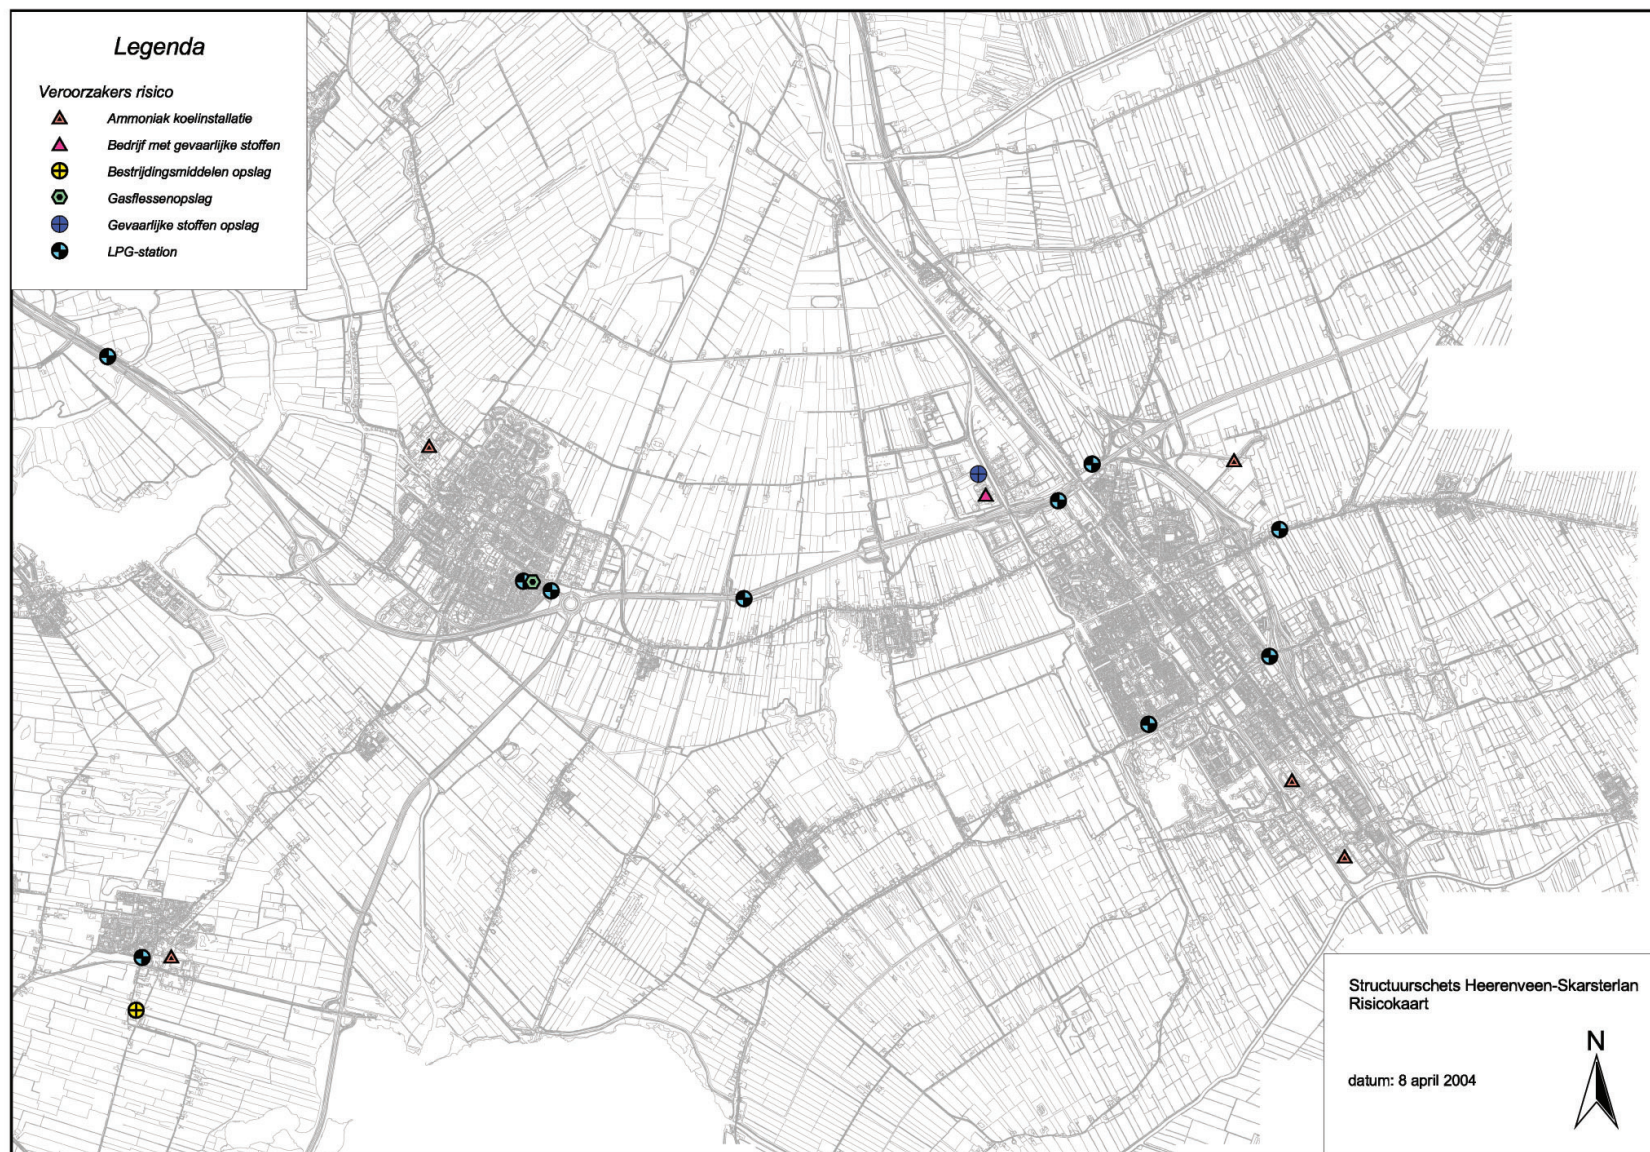 Legenda
Veroorzakers risico
Ammoniak koelinstallatie
Bedrijf met gevaarlijke stoffen
Bestrijdingsmiddelen opslag
Gasflessenopslag
Gevaarlijke stoffen opslag
LPG-station
Structuurschets Heerenveen-Skarsterlan
Risicokaart
N
datum: 8 april 2004